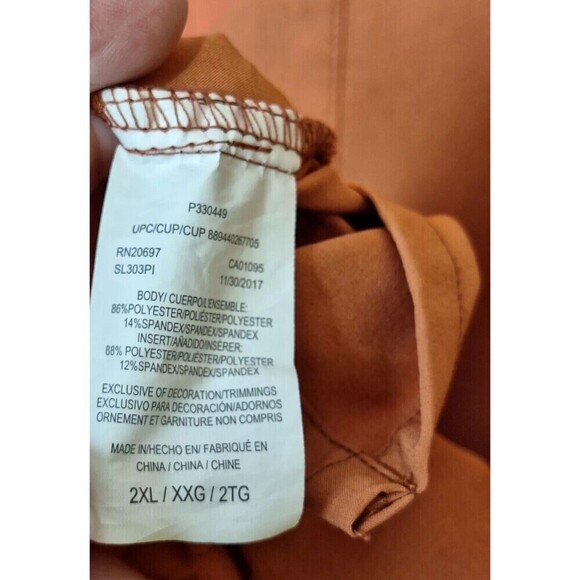 P330449
UPC/CUP/CUP 889440267705
RN20697 CA01095
SL303PI 11/30/2017
BODY/ CUERPO/ENSEMBLE:
86%POLYESTER/POLIÉSTER/POLYESTER
14%SPANDEX/SPANDEX/SPANDEX
INSERT/AÑADIDO/INSÉRER:
88% POLYESTER/POLIÉSTER/POLYESTER
12%SPANDEX/SPANDEX/SPANDEX
EXCLUSIVE OF DECORATION/TRIMMINGS
EXCLUSIVO PARA DECORACIÓN/ADORNOS
ORNEMENT ET GARNITURE NON COMPRIS
MADE IN/HECHO EN/ FABRIQUÉ EN
CHINA / CHINA / CHINE
2XL / XXG / 2TG